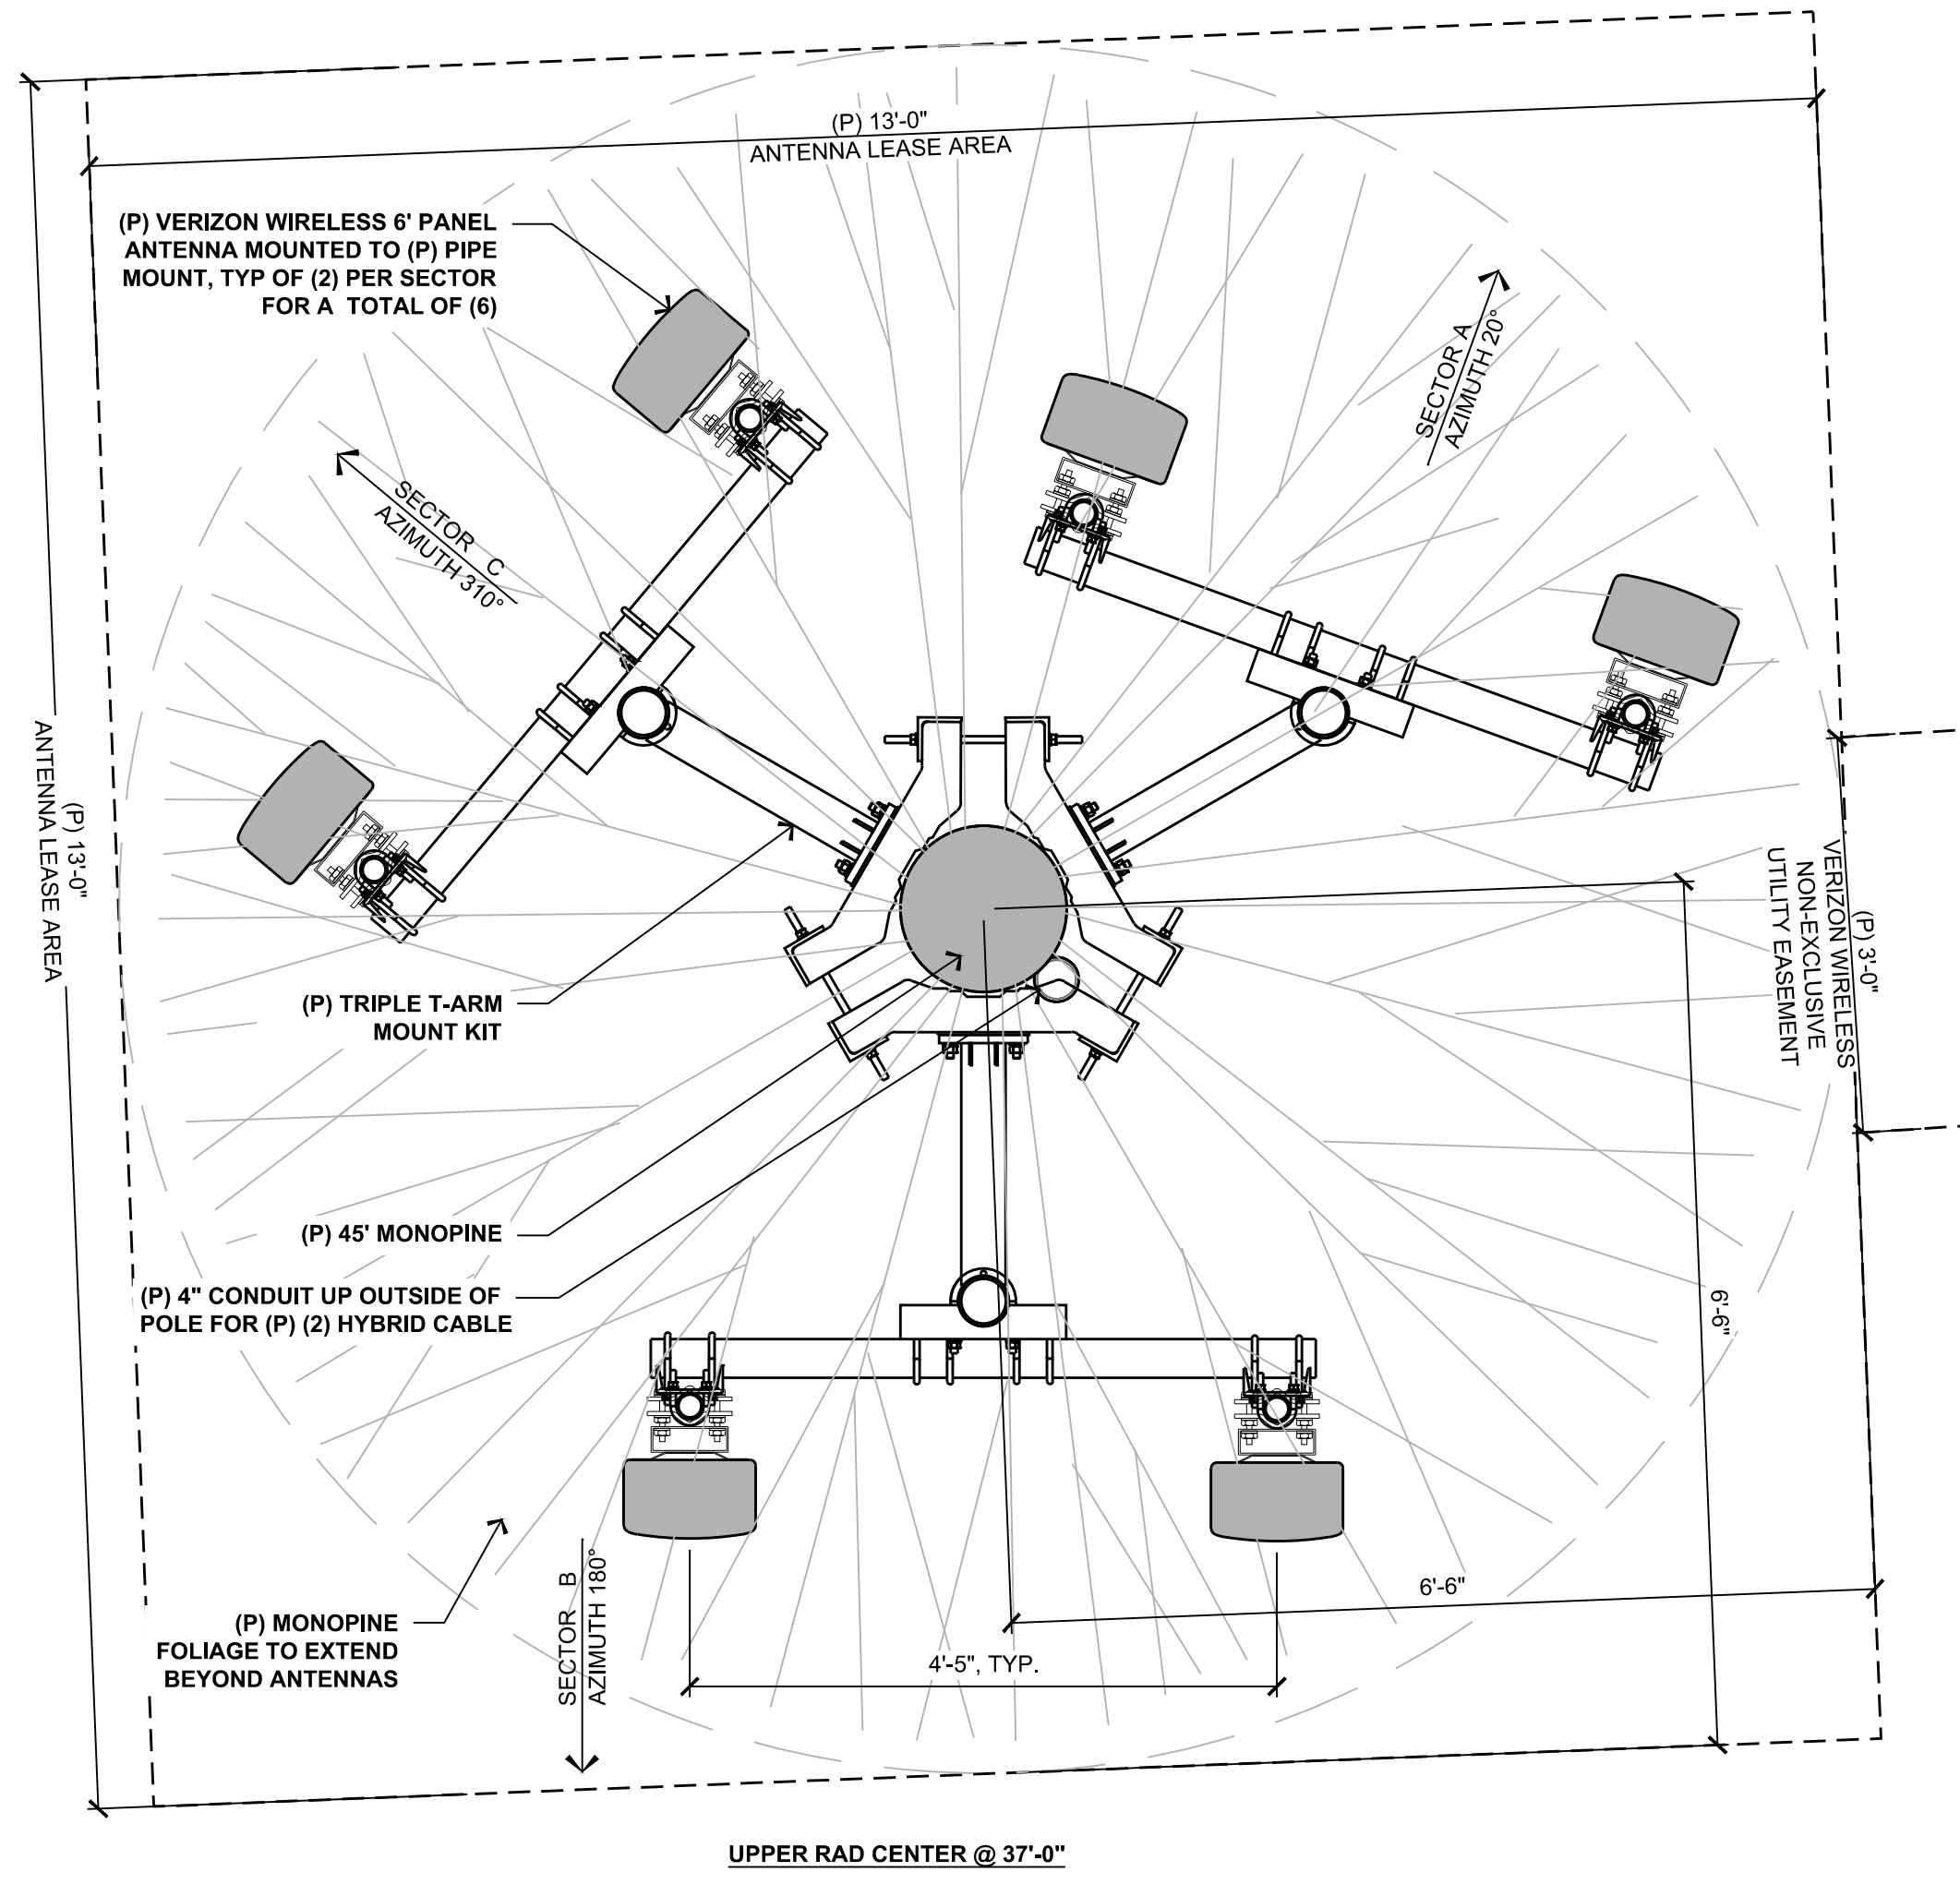 (P) 13'-0"
ANTENNA LEASE AREA
(P) VERIZON WIRELESS 6' PANEL
ANTENNA MOUNTED TO (P) PIPE
MOUNT, TYP OF (2) PER SECTOR
FOR A TOTAL OF (6)
SECTOR A
AZIMUTH 20°
SECTOR C
AZIMUTH 310°
(P) 13'-0"
ANTENNA LEASE AREA
(P) 3'-0"
VERIZON WIRELESS
NON-EXCLUSIVE
UTILITY EASEMENT
(P) TRIPLE T-ARM
MOUNT KIT
(P) 45' MONOPINE
(P) 4" CONDUIT UP OUTSIDE OF
POLE FOR (P) (2) HYBRID CABLE
6'-6"
6'-6"
(P) MONOPINE
FOLIAGE TO EXTEND
BEYOND ANTENNAS
SECTOR B
AZIMUTH 180°
4'-5", TYP.
UPPER RAD CENTER @ 37'-0"